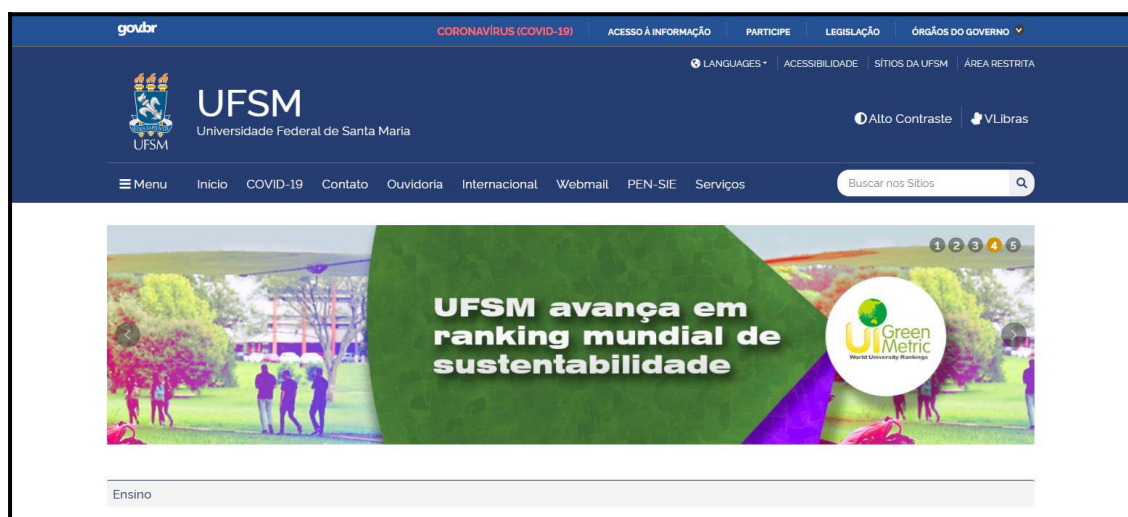 govbr
CORONAVÍRUS (COVID-19) ACESSO À INFORMAÇÃO PARTICIPE LEGISLAÇÃO ÓRGÃOS DO GOVERNO
LANGUAGES ACESSIBILIDADE SÍTIOS DA UFSM ÁREA RESTRITA
UFSM
UFSM
Universidade Federal de Santa Maria
Alto Contraste VLibras
Menu Início COVID-19 Contato Ouvidoria Internacional Webmail PEN-SIE Serviços Buscar nos Sítios
1 2 3 4 5
UFSM avança em
ranking mundial de
sustentabilidade
UI Green
Metric
World University Rankings
Ensino